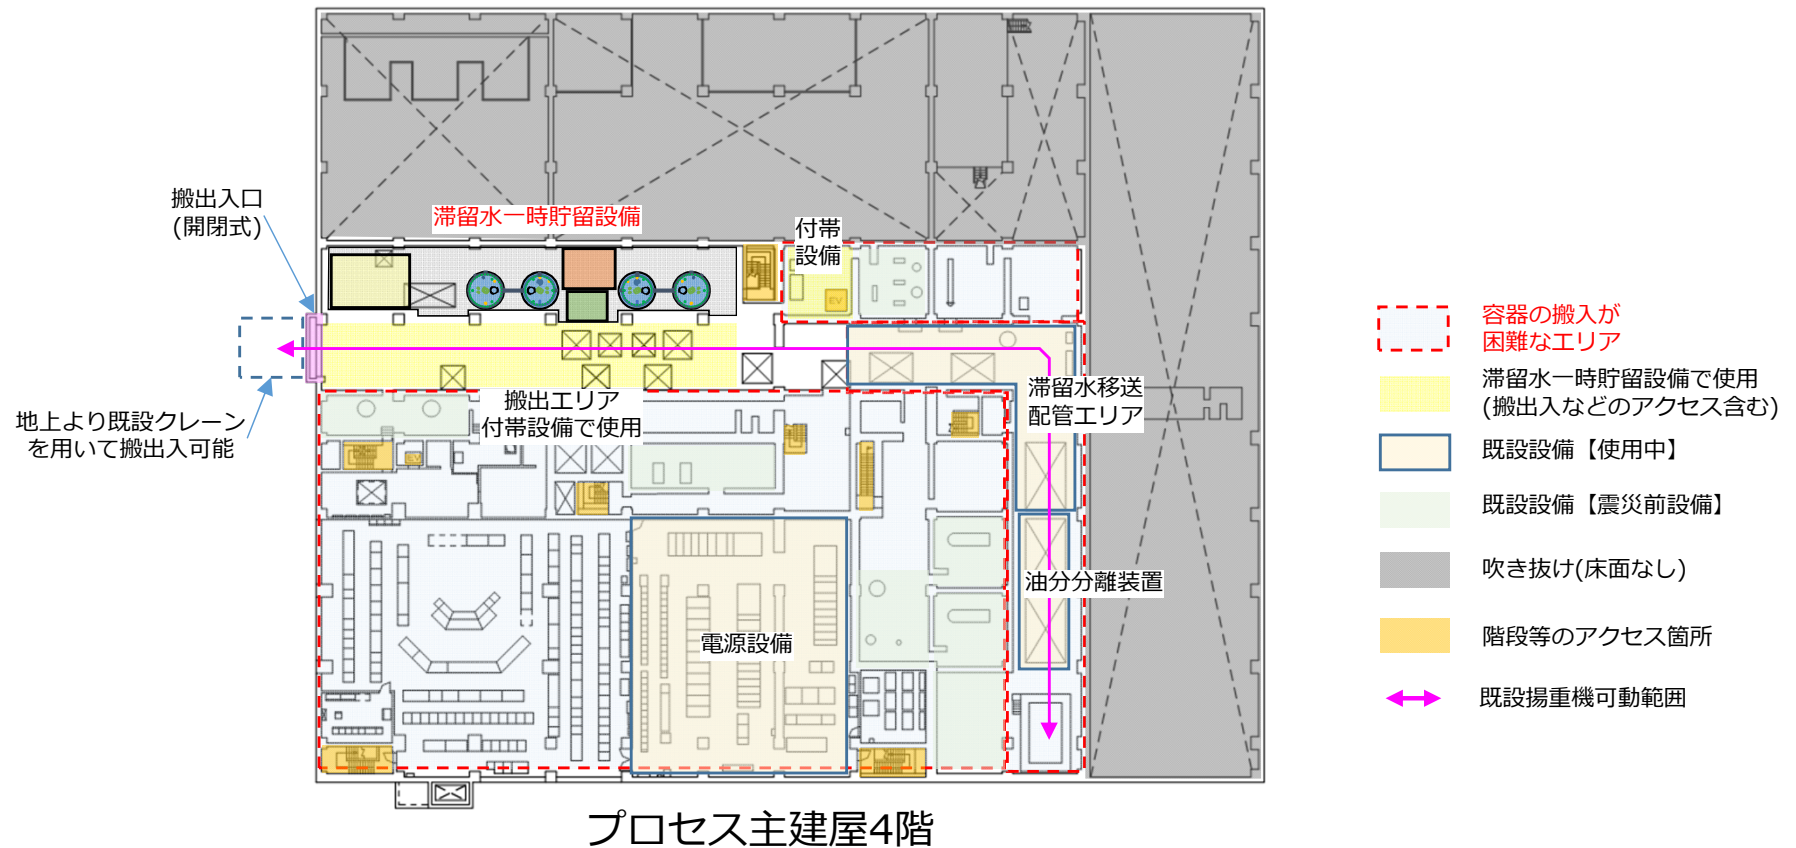 搬出入口
(開閉式)
滞留水一時貯留設備
付帯
設備
EV
地上より既設クレーン
を用いて搬出入可能
搬出エリア
付帯設備で使用
滞留水移送
配管エリア
EV
油分分離装置
電源設備
プロセス主建屋4階
容器の搬入が
困難なエリア
滞留水一時貯留設備で使用
(搬出入などのアクセス含む)
既設設備【使用中】
既設設備【震災前設備】
吹き抜け(床面なし)
階段等のアクセス箇所
既設揚重機可動範囲